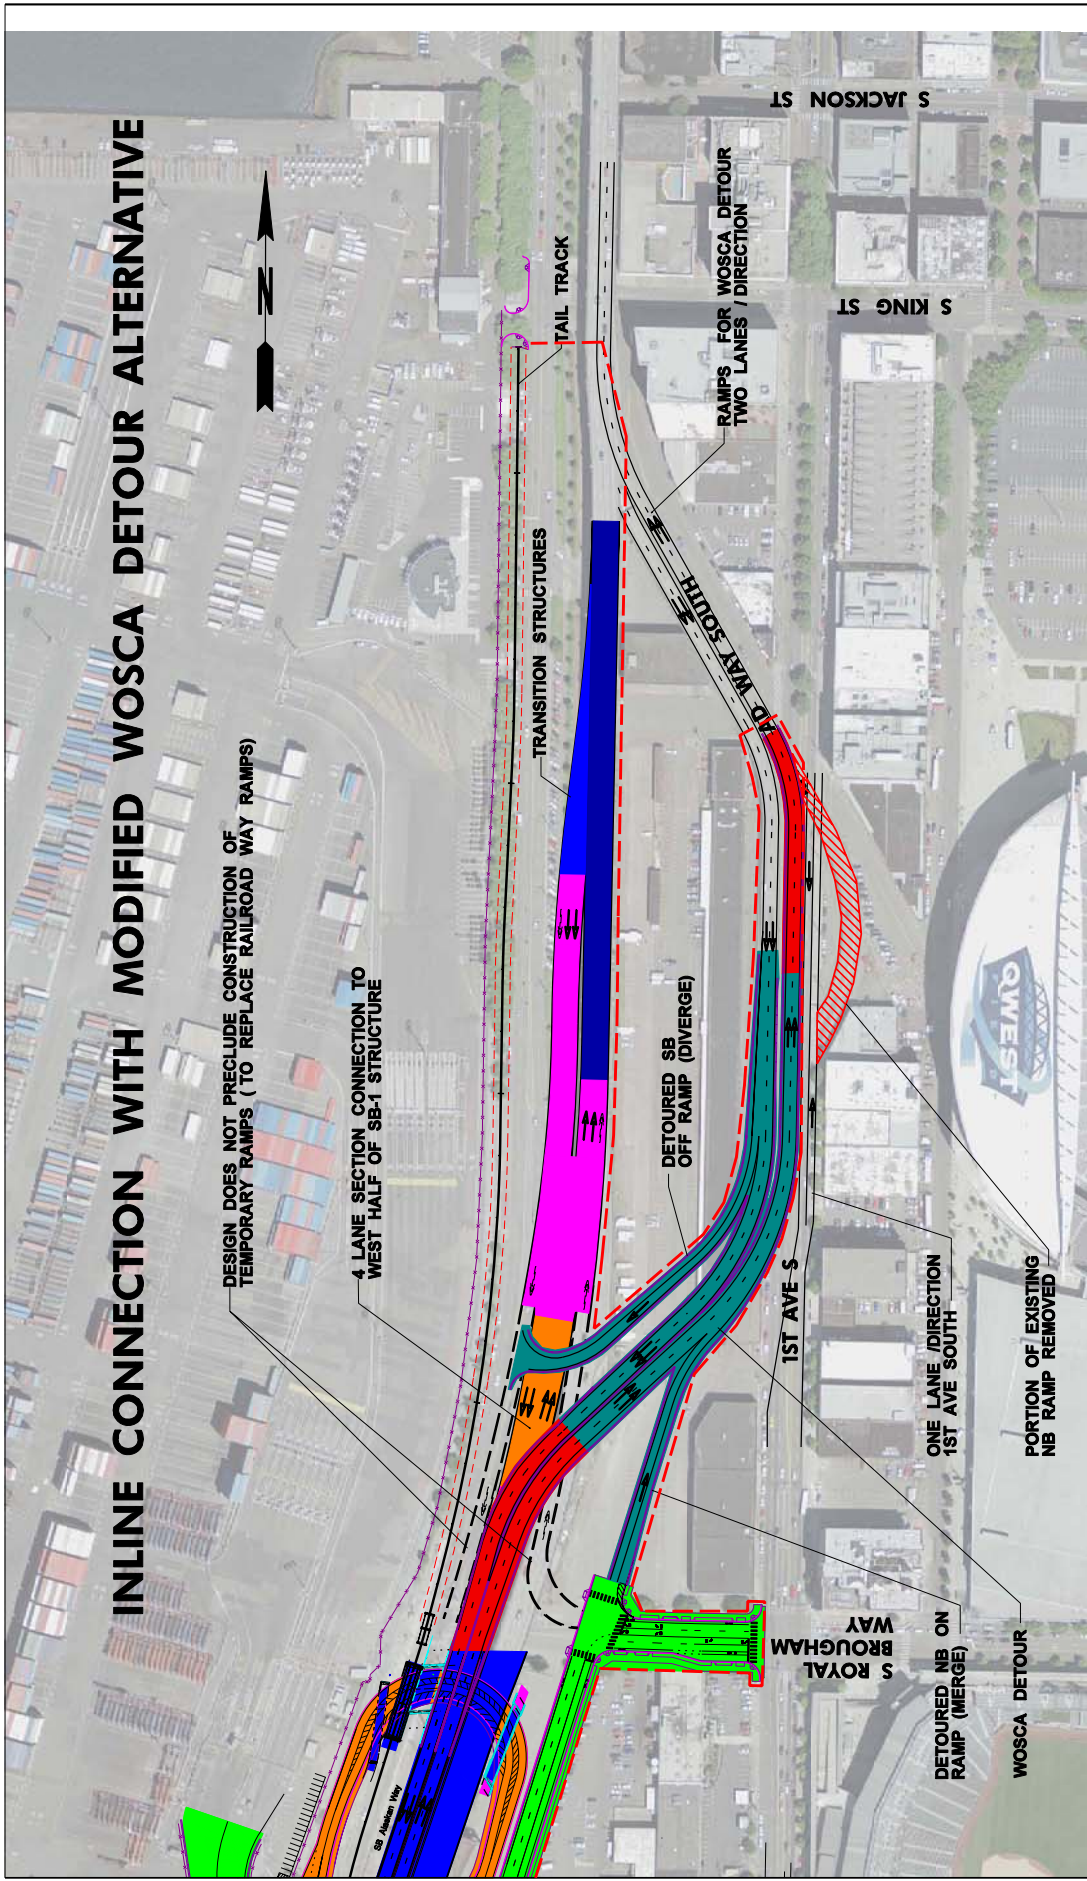 INLINE CONNECTION WITH MODIFIED WOSCA DETOUR ALTERNATIVE
N
DESIGN DOES NOT PRECLUDE CONSTRUCTION OF
TEMPORARY RAMPS ( TO REPLACE RAILROAD WAY RAMPS)
4 LANE SECTION CONNECTION TO
WEST HALF OF SB-1 STRUCTURE
TRANSITION STRUCTURES
TAIL TRACK
RAMPS FOR WOSCA DETOUR
TWO LANES / DIRECTION
S JACKSON ST
S KING ST
AD WAY SOUTH
DETOURED SB
OFF RAMP (DIVERGE)
1ST AVE S
QWEST
ONE LANE /DIRECTION
1ST AVE SOUTH
PORTION OF EXISTING
NB RAMP REMOVED
S ROYAL
BROUGHAM
WAY
DETOURED NB ON
RAMP (MERGE)
WOSCA DETOUR
SB Alaskan Way